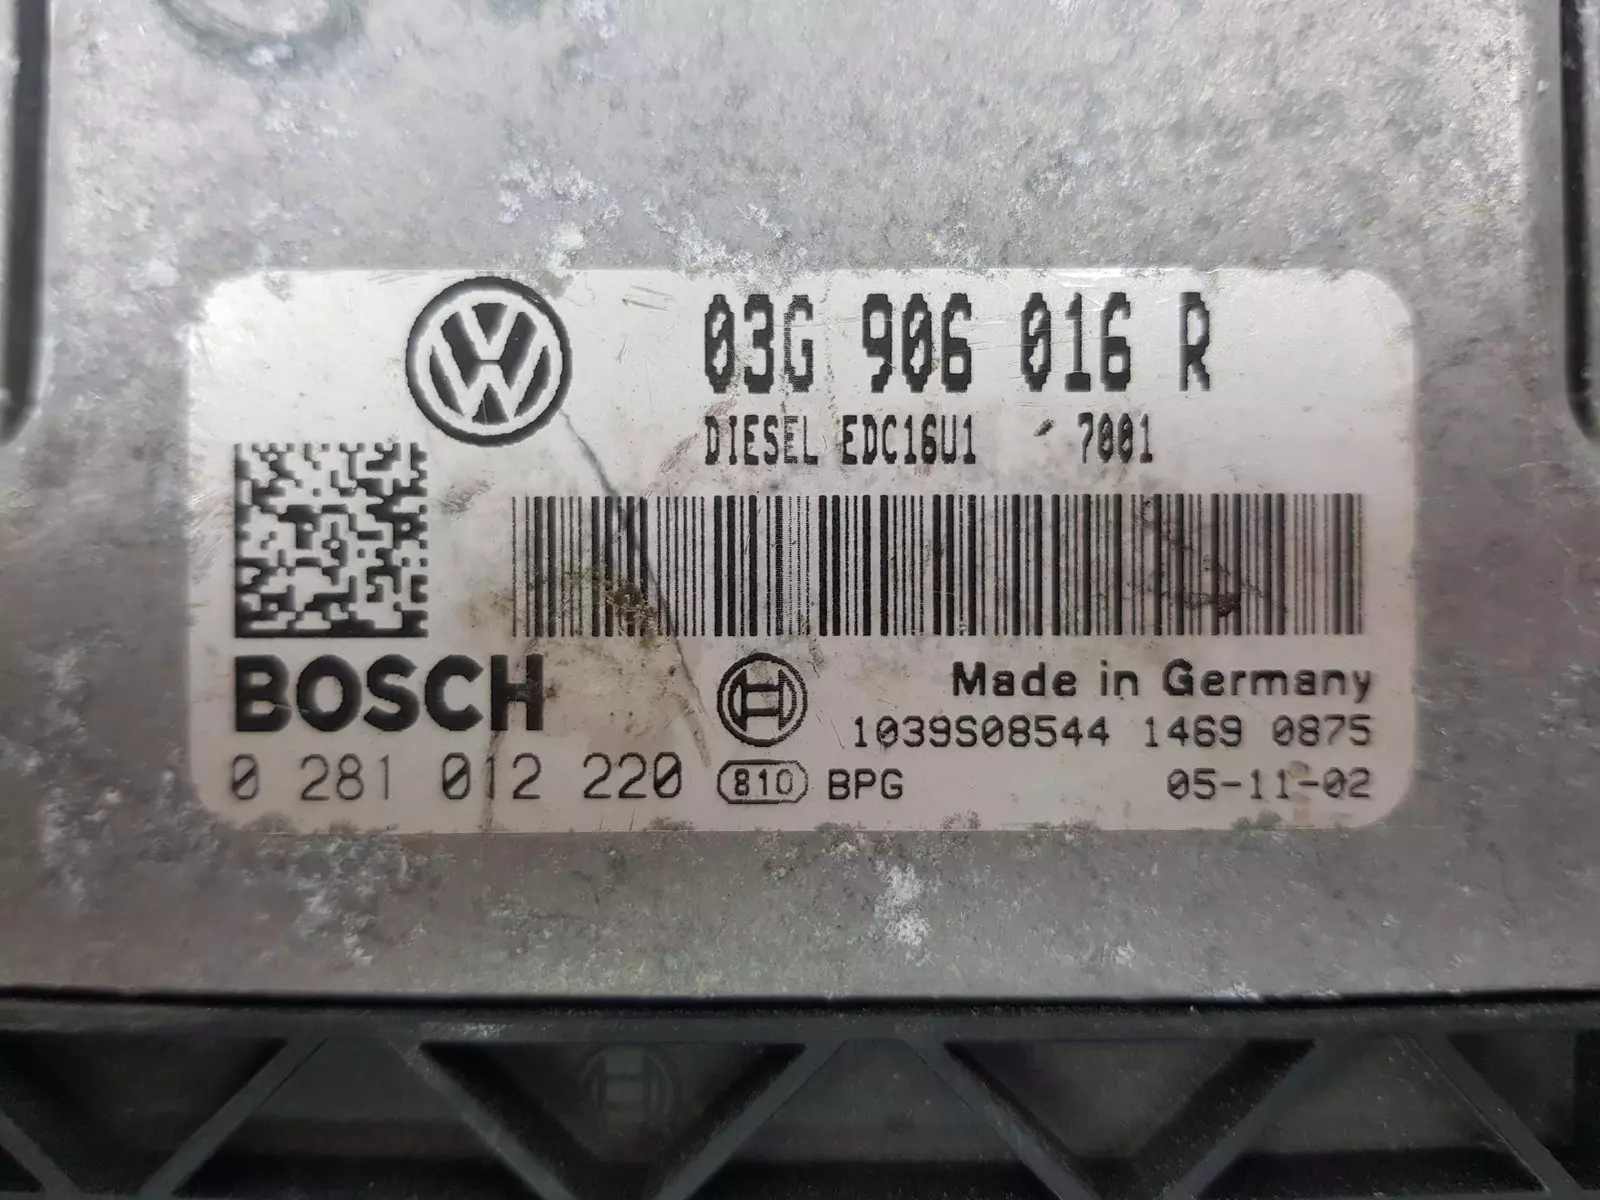 03G 906 016 R
DIESEL EDC16U1 7001
BOSCH
Made in Germany
1039S08544 1469 0875
0 281 012 220 810 BPG 05-11-02